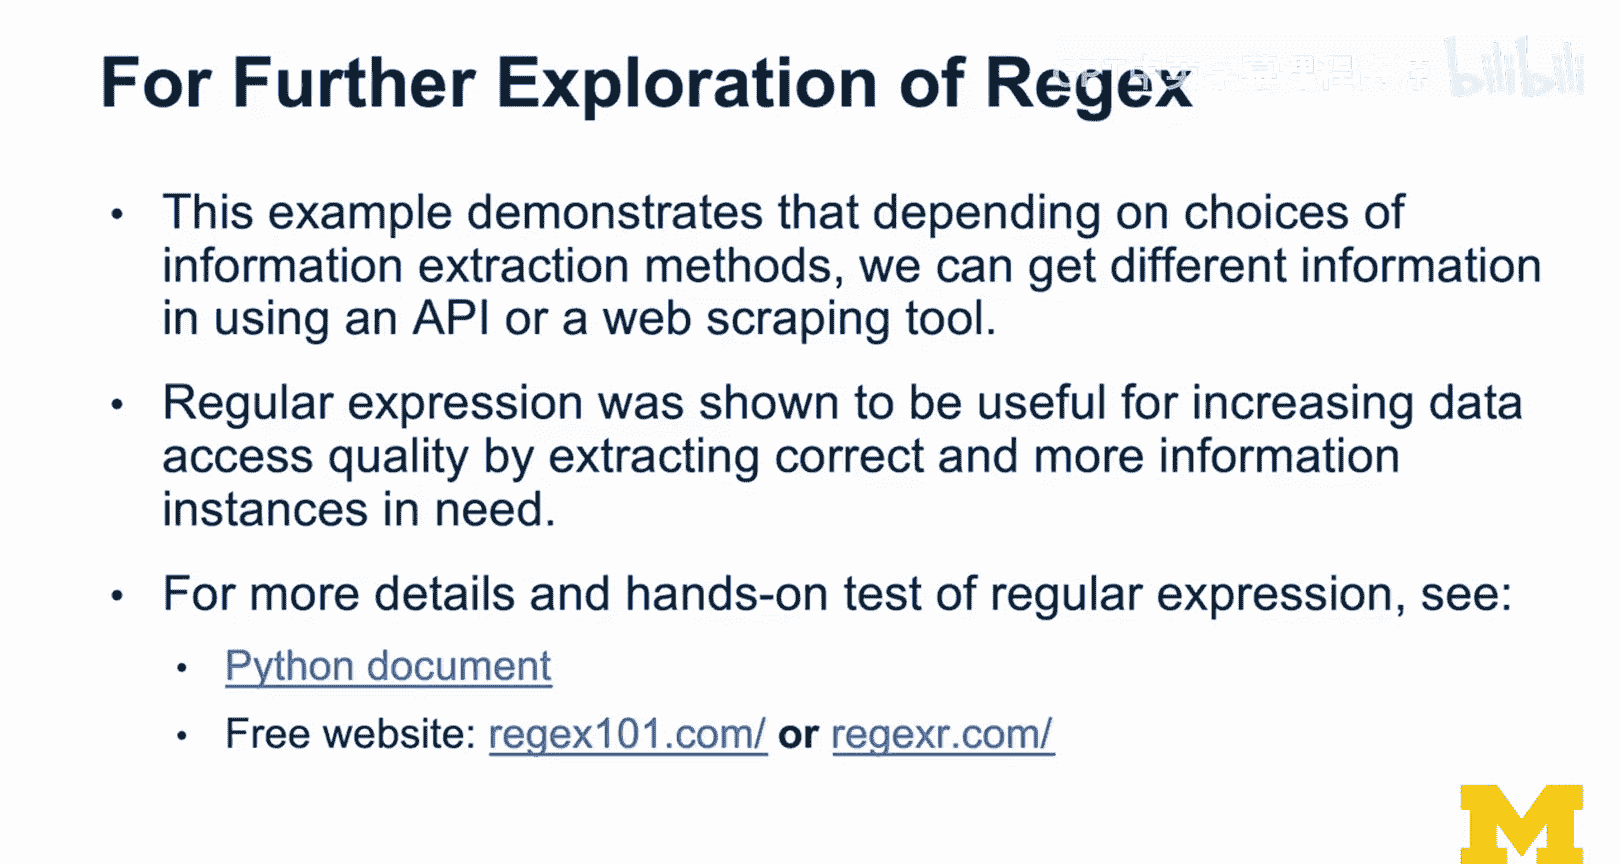 For Further Exploration of Regex
bilibili
• This example demonstrates that depending on choices of
information extraction methods, we can get different information
in using an API or a web scraping tool.
• Regular expression was shown to be useful for increasing data
access quality by extracting correct and more information
instances in need.
• For more details and hands-on test of regular expression, see:
• Python document
• Free website: regex101.com/ or regexr.com/
M